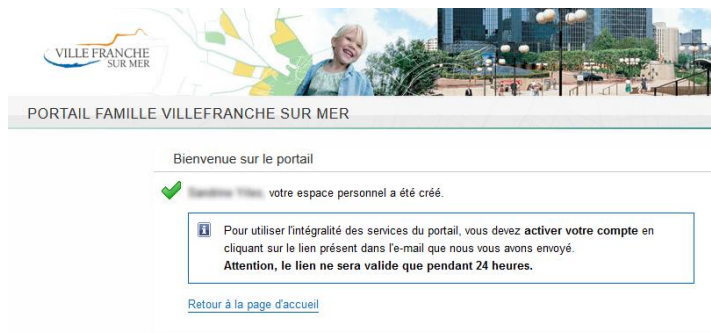 VILLE FRANCHE
SUR MER
PORTAIL FAMILLE VILLEFRANCHE SUR MER
Bienvenue sur le portail
votre espace personnel a été créé.
Pour utiliser l'intégralité des services du portail, vous devez activer votre compte en
cliquant sur le lien présent dans l'e-mail que nous vous avons envoyé.
Attention, le lien ne sera valide que pendant 24 heures.
Retour à la page d'accueil